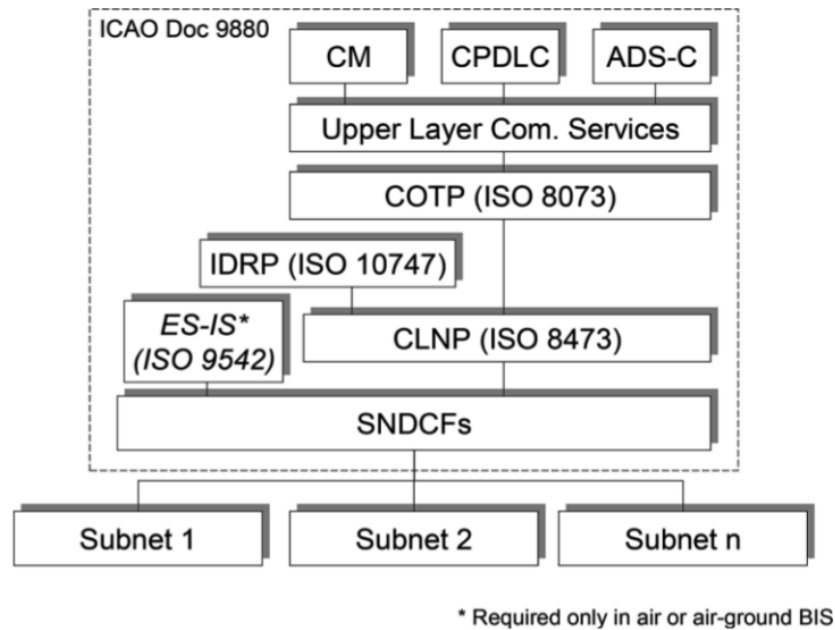 ICAO Doc 9880
CM
CPDLC
ADS-C
Upper Layer Com. Services
COTP (ISO 8073)
IDRP (ISO 10747)
ES-IS*
(ISO 9542)
CLNP (ISO 8473)
SNDCFs
Subnet 1
Subnet 2
Subnet n
* Required only in air or air-ground BIS